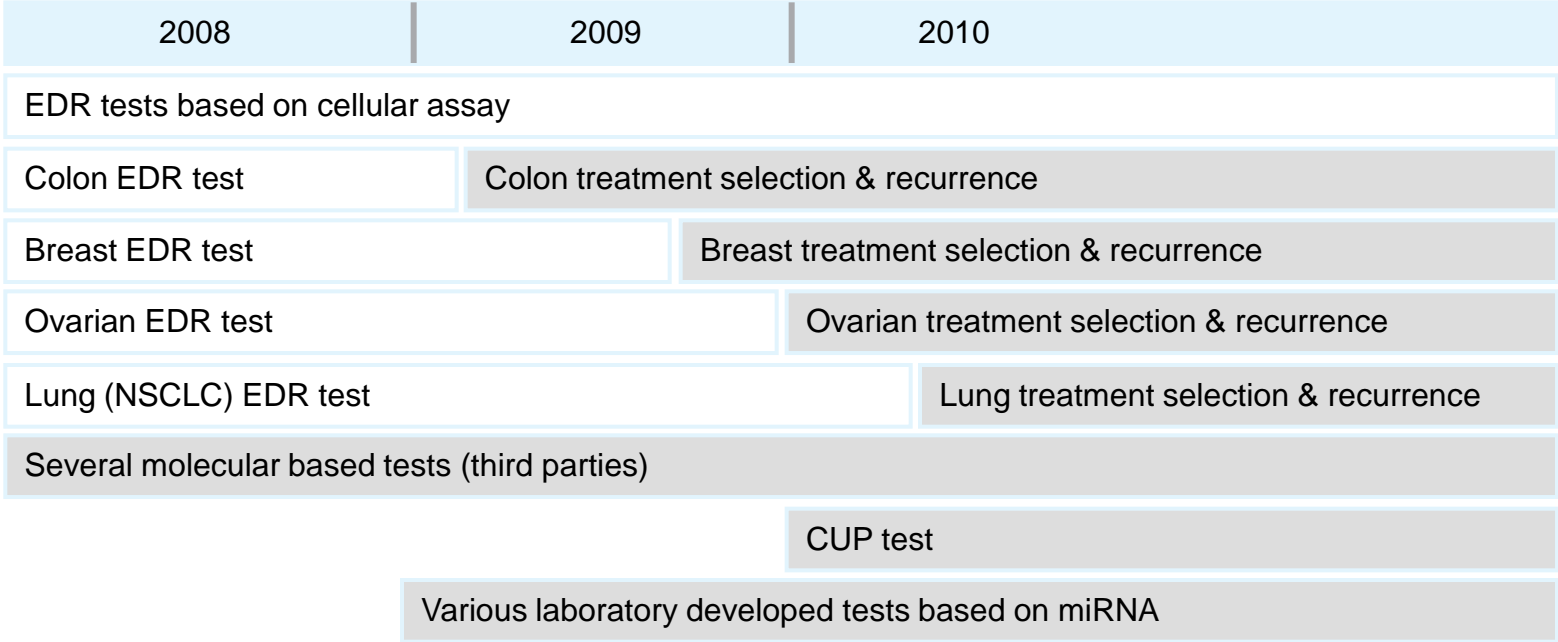 2008 2009 2010
EDR tests based on cellular assay
Colon EDR test Colon treatment selection & recurrence
Breast EDR test Breast treatment selection & recurrence
Ovarian EDR test Ovarian treatment selection & recurrence
Lung (NSCLC) EDR test Lung treatment selection & recurrence
Several molecular based tests (third parties)
CUP test
Various laboratory developed tests based on miRNA